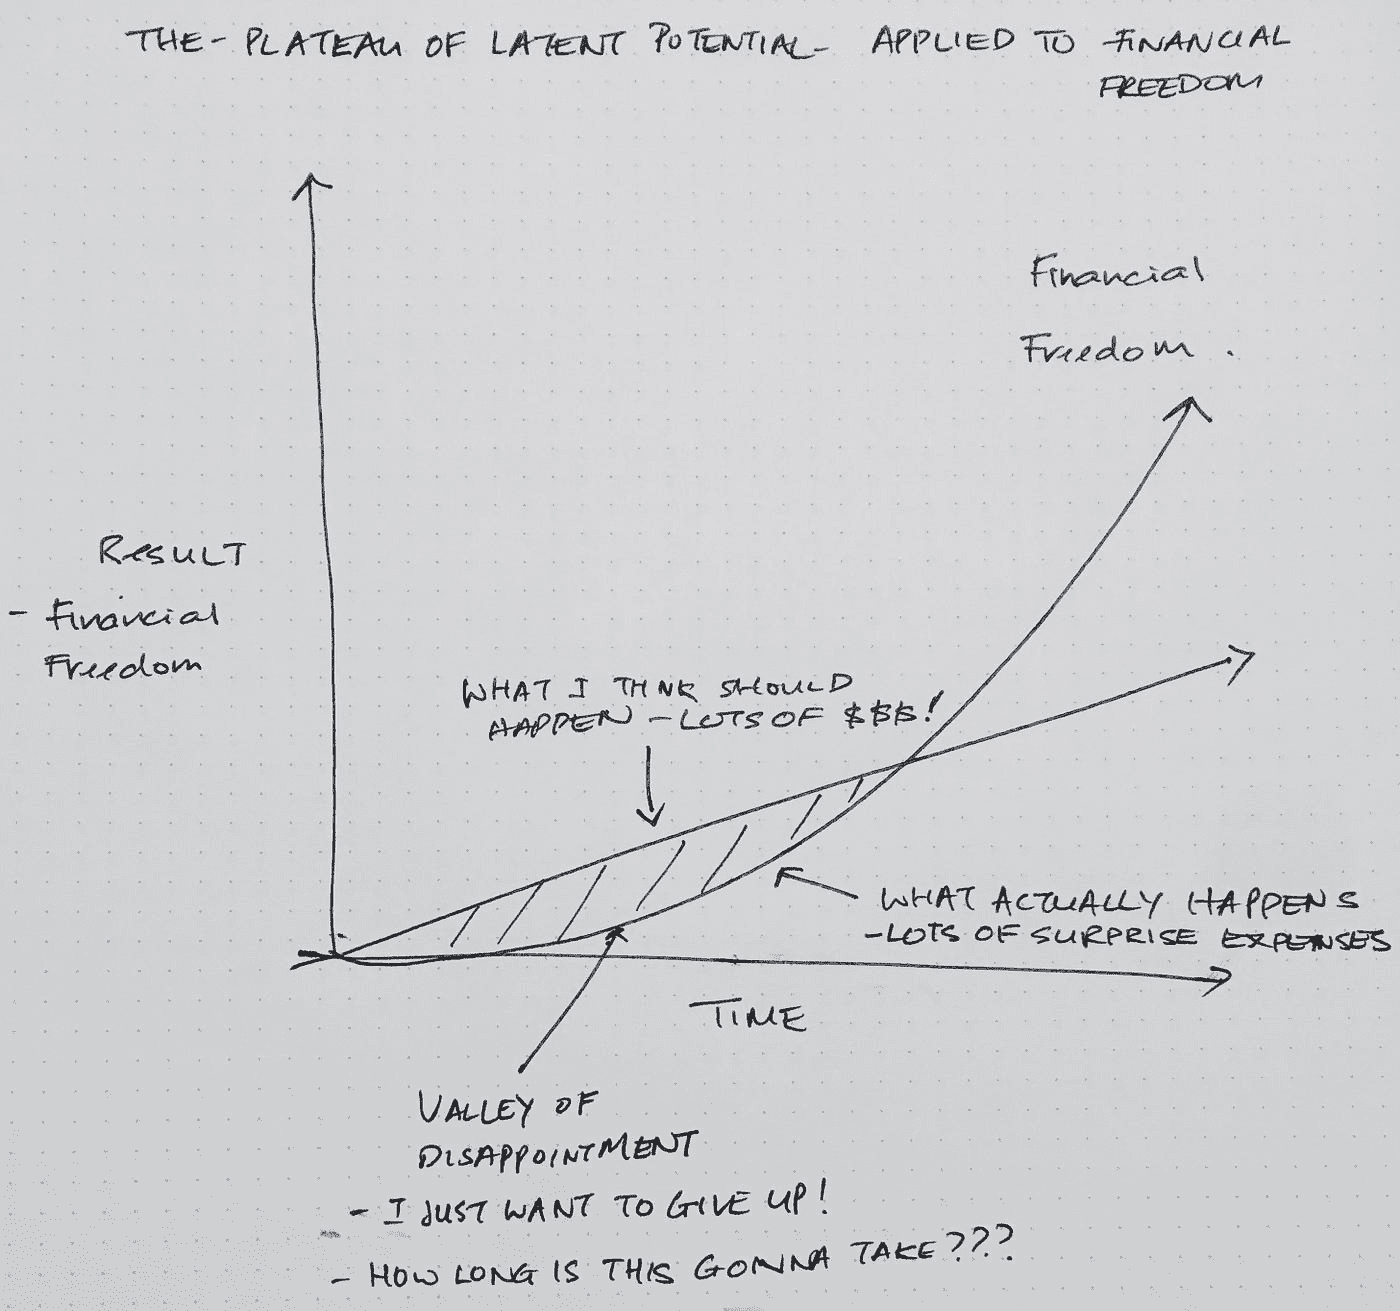 THE - PLATEAU OF LATENT POTENTIAL - APPLIED TO FINANCIAL
FREEDOM
Financial
Freedom.
RESULT
- Financial
Freedom
WHAT I THINK SHOULD
HAPPEN - LOTS OF $$$!
WHAT ACTUALLY HAPPENS
- LOTS OF SURPRISE EXPENSES
TIME
VALLEY OF
DISAPPOINTMENT
- I JUST WANT TO GIVE UP!
- HOW LONG IS THIS GONNA TAKE???